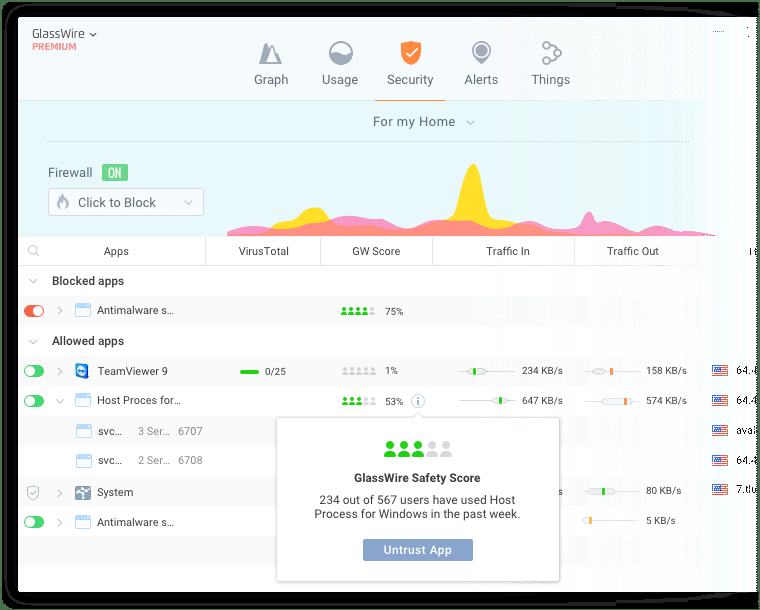 GlassWire
PREMIUM
Graph Usage Security Alerts Things
For my Home
Firewall ON
Click to Block
Apps VirusTotal GW Score Traffic In Traffic Out
Blocked apps
Antimalware s... 75%
Allowed apps
TeamViewer 9 0/25 1% 234 KB/s 158 KB/s 64.4
Host Proces for... 53% 647 KB/s 574 KB/s 64.4
svc... 3 Ser... 6707 avai
svc... 2 Ser... 6708 64.4
System 80 KB/s
Antimalware s... 5 KB/s
GlassWire Safety Score
234 out of 567 users have used Host
Process for Windows in the past week.
Untrust App